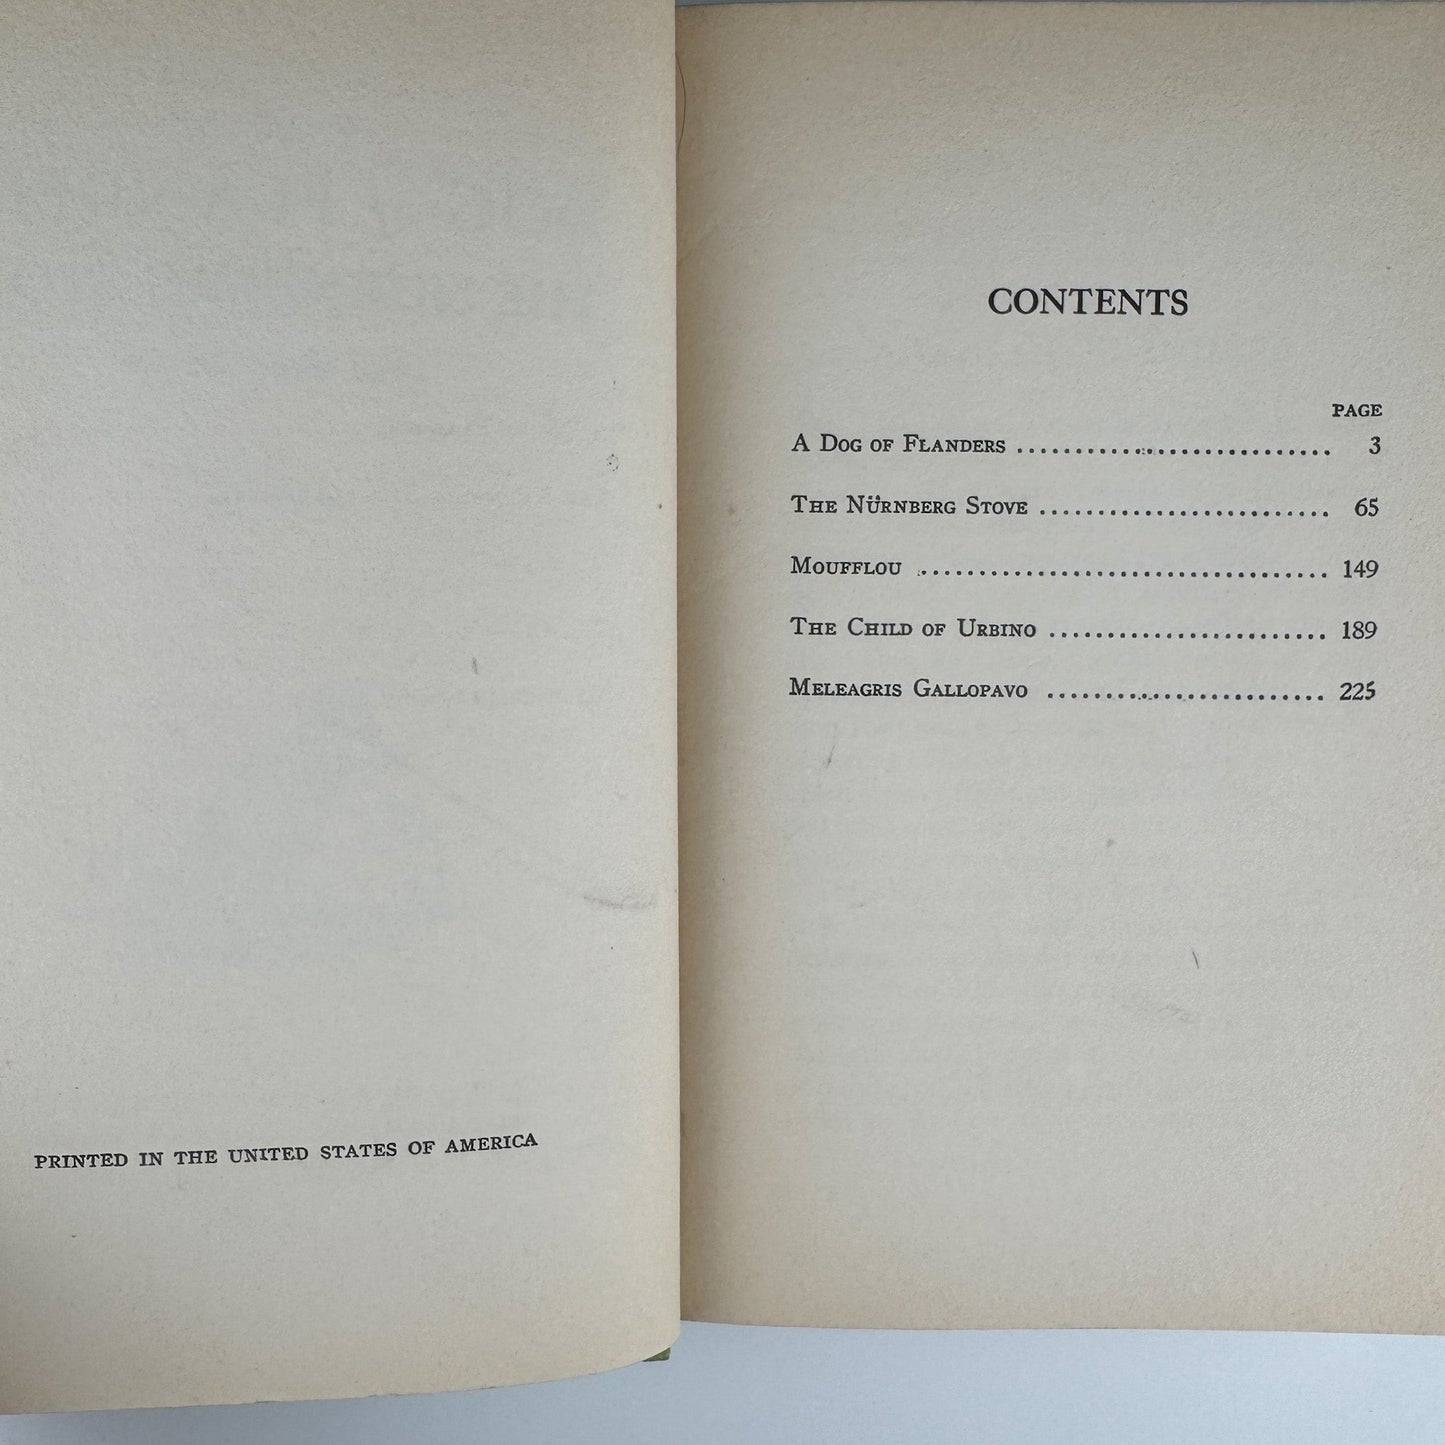 PRINTED IN THE UNITED STATES OF AMERICA
CONTENTS
PAGE
A DOG OF FLANDERS ........................... 3
THE NÜRNBERG STOVE ......................... 65
MOUFFLOU ................................... 149
THE CHILD OF URBINO ........................ 189
MELEAGRIS GALLOPAVO ........................ 225